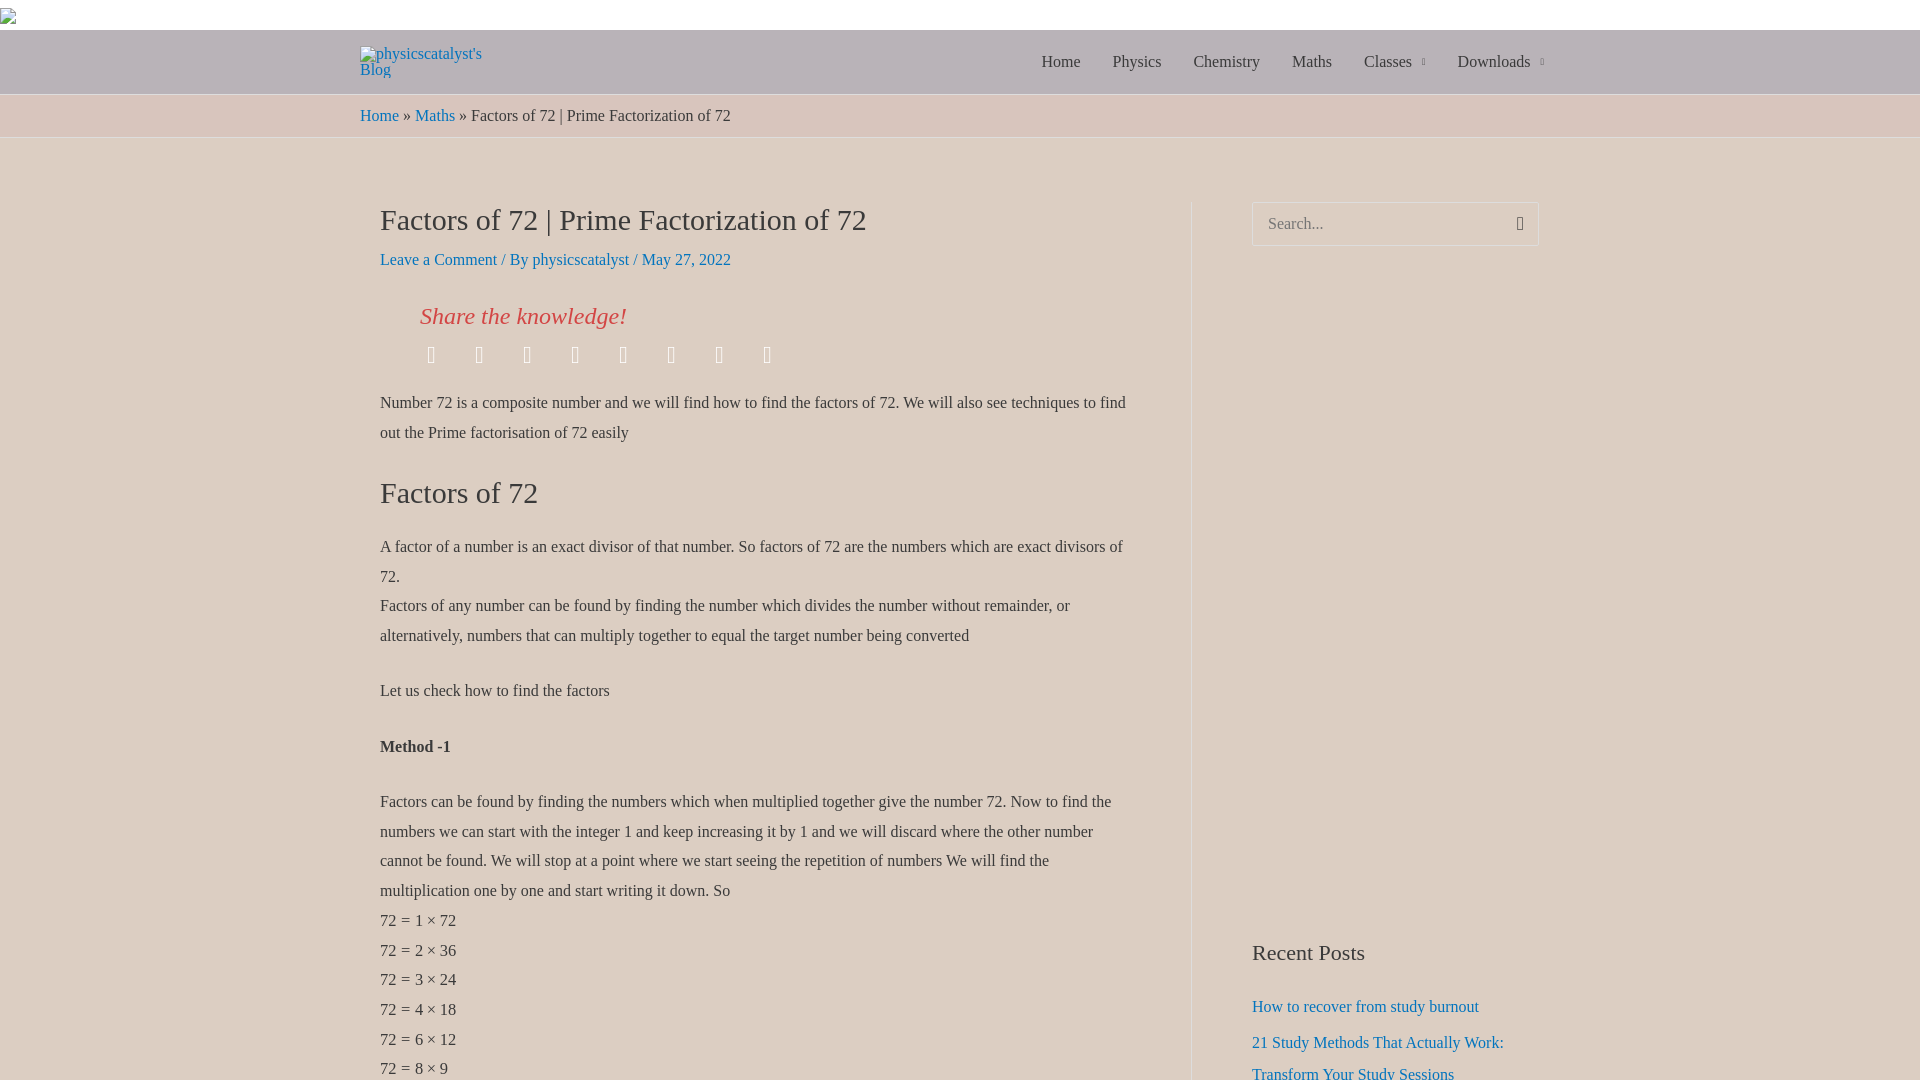 physicscatalyst's
Blog
Home Physics Chemistry Maths Classes Downloads
Home » Maths » Factors of 72 | Prime Factorization of 72
Factors of 72 | Prime Factorization of 72
Leave a Comment / By physicscatalyst / May 27, 2022
Share the knowledge!
Number 72 is a composite number and we will find how to find the factors of 72. We will also see techniques to find
out the Prime factorisation of 72 easily
Factors of 72
A factor of a number is an exact divisor of that number. So factors of 72 are the numbers which are exact divisors of
72.
Factors of any number can be found by finding the number which divides the number without remainder, or
alternatively, numbers that can multiply together to equal the target number being converted
Let us check how to find the factors
Method -1
Factors can be found by finding the numbers which when multiplied together give the number 72. Now to find the
numbers we can start with the integer 1 and keep increasing it by 1 and we will discard where the other number
cannot be found. We will stop at a point where we start seeing the repetition of numbers We will find the
multiplication one by one and start writing it down. So
72 = 1 × 72
72 = 2 × 36
72 = 3 × 24
72 = 4 × 18
72 = 6 × 12
72 = 8 × 9
Search...
Recent Posts
How to recover from study burnout
21 Study Methods That Actually Work:
Transform Your Study Sessions